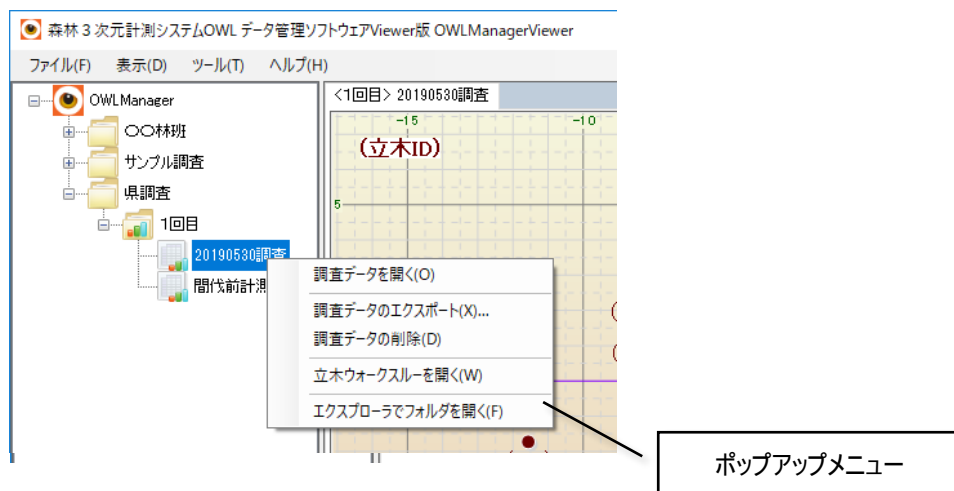 森林３次元計測システムOWL データ管理ソフトウェアViewer版 OWLManagerViewer
ファイル(F) 表示(D) ツール(T) ヘルプ(H)
OWLManager
〇〇林班
サンプル調査
県調査
1回目
20190530調査
間伐前計測
<1回目> 20190530調査
-15 -10
(立木ID)
5
調査データを開く(O)
調査データのエクスポート(X)...
調査データの削除(D)
立木ウォークスルーを開く(W)
エクスプローラでフォルダを開く(F)
ポップアップメニュー